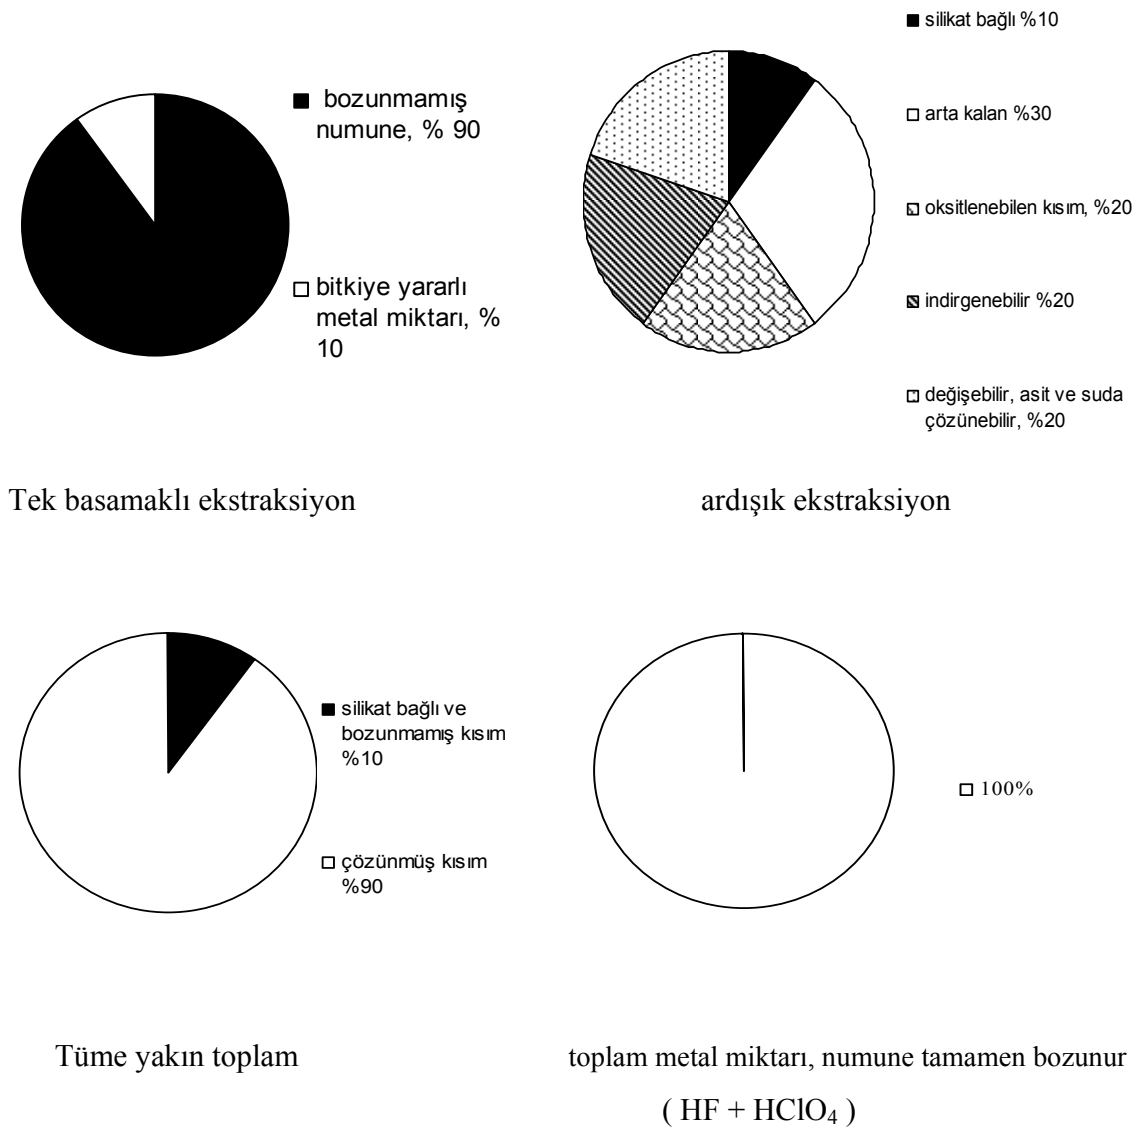 bozunmamış
numune, % 90
bitkiye yararlı
metal miktarı, %
10
silikat bağlı %10
arta kalan %30
oksitlenebilen kısım, %20
indirgenebilir %20
değişebilir, asit ve suda
çözünebilir, %20
Tek basamaklı ekstraksiyon
ardışık ekstraksiyon
silikat bağlı ve
bozunmamış kısım
%10
çözünmüş kısım
%90
100%
Tüme yakın toplam
toplam metal miktarı, numune tamamen bozunur
( HF + HClO₄ )